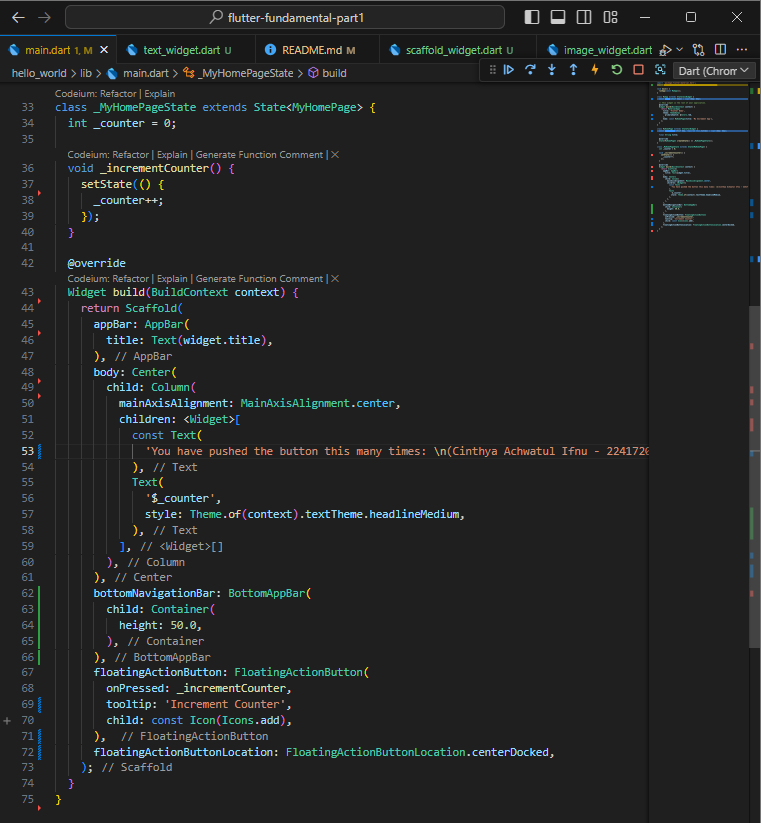 flutter-fundamental-part1
main.dart 1, M
text_widget.dart U
README.md M
scaffold_widget.dart U
image_widget.dart
hello_world > lib > main.dart > _MyHomePageState > build
Dart (Chrom
Codeium: Refactor | Explain
33 class _MyHomePageState extends State<MyHomePage> {
34 int _counter = 0;
35
Codeium: Refactor | Explain | Generate Function Comment | X
36 void _incrementCounter() {
37 setState(() {
38 _counter++;
39 });
40 }
41
42 @override
Codeium: Refactor | Explain | Generate Function Comment | X
43 Widget build(BuildContext context) {
44 return Scaffold(
45 appBar: AppBar(
46 title: Text(widget.title),
47 ), // AppBar
48 body: Center(
49 child: Column(
50 mainAxisAlignment: MainAxisAlignment.center,
51 children: <Widget>[
52 const Text(
53 'You have pushed the button this many times: \n(Cinthya Achwatul Ifnu - 2241720
54 ), // Text
55 Text(
56 '$_counter',
57 style: Theme.of(context).textTheme.headlineMedium,
58 ), // Text
59 ], // <Widget>[]
60 ), // Column
61 ), // Center
62 bottomNavigationBar: BottomAppBar(
63 child: Container(
64 height: 50.0,
65 ), // Container
66 ), // BottomAppBar
67 floatingActionButton: FloatingActionButton(
68 onPressed: _incrementCounter,
69 tooltip: 'Increment Counter',
70 child: const Icon(Icons.add),
71 ), // FloatingActionButton
72 floatingActionButtonLocation: FloatingActionButtonLocation.centerDocked,
73 ); // Scaffold
74 }
75 }